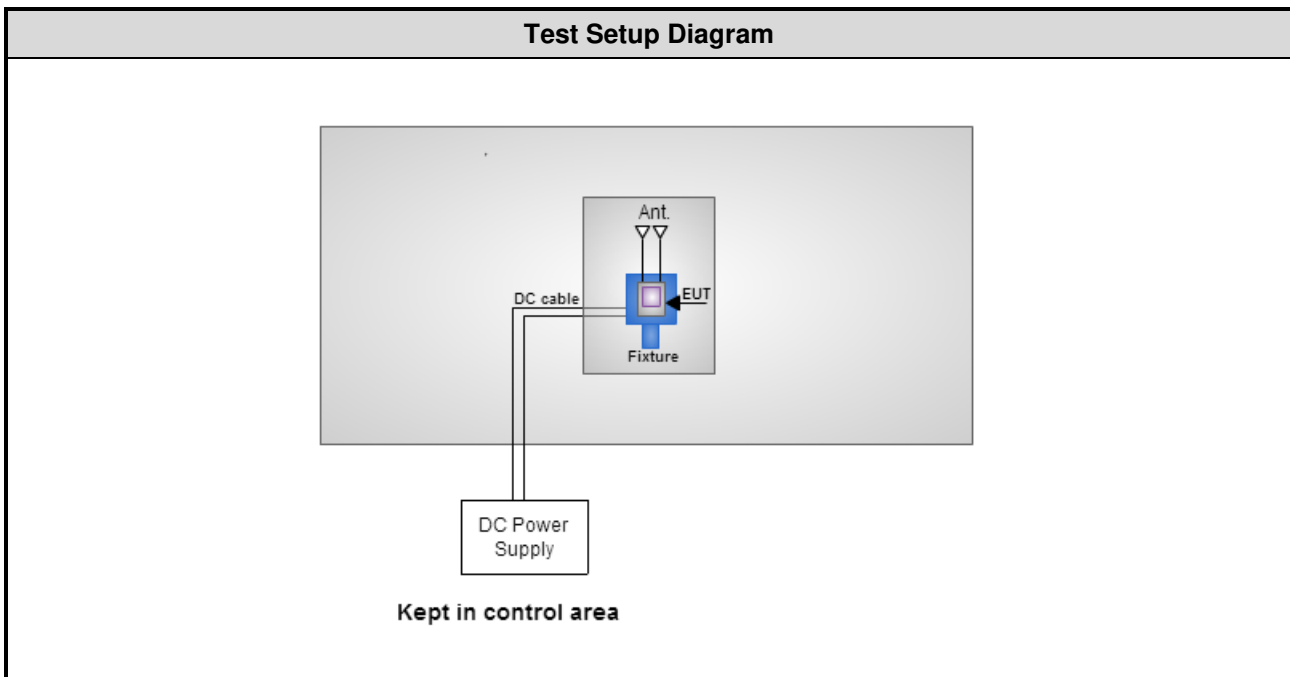 Test Setup Diagram
Ant.
DC cable
EUT
Fixture
DC Power
Supply
Kept in control area